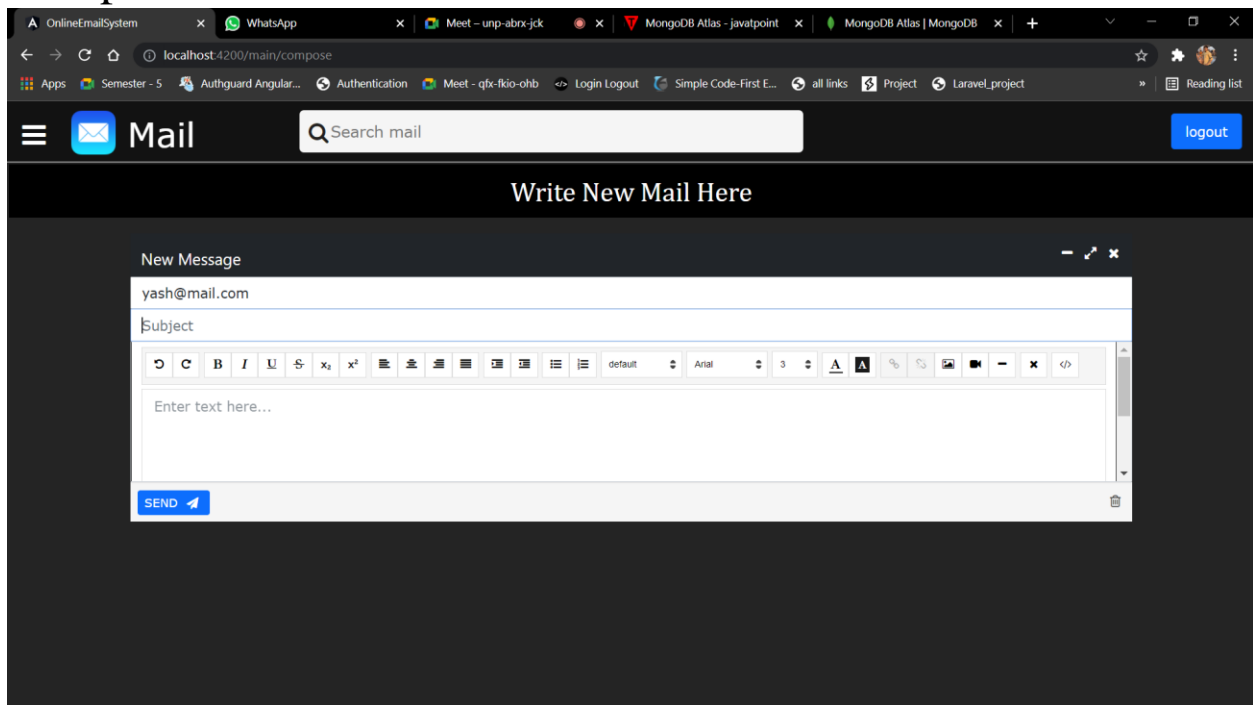 OnlineEmailSystem WhatsApp Meet – unp-abrx-jck MongoDB Atlas - javatpoint MongoDB Atlas | MongoDB
localhost:4200/main/compose
Apps Semester - 5 Authguard Angular... Authentication Meet - qfx-fkio-ohb Login Logout Simple Code-First E... all links Project Laravel_project » Reading list
Mail Search mail logout
Write New Mail Here
New Message
yash@mail.com
Subject
B I U S x₂ x² default Arial 3 A A </>
Enter text here...
SEND